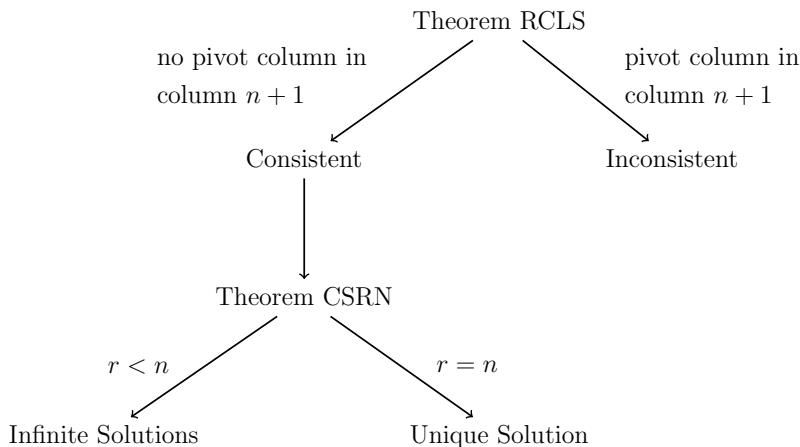 Theorem RCLS
no pivot column in
column n + 1
pivot column in
column n + 1
Consistent
Inconsistent
Theorem CSRN
r < n
r = n
Infinite Solutions
Unique Solution